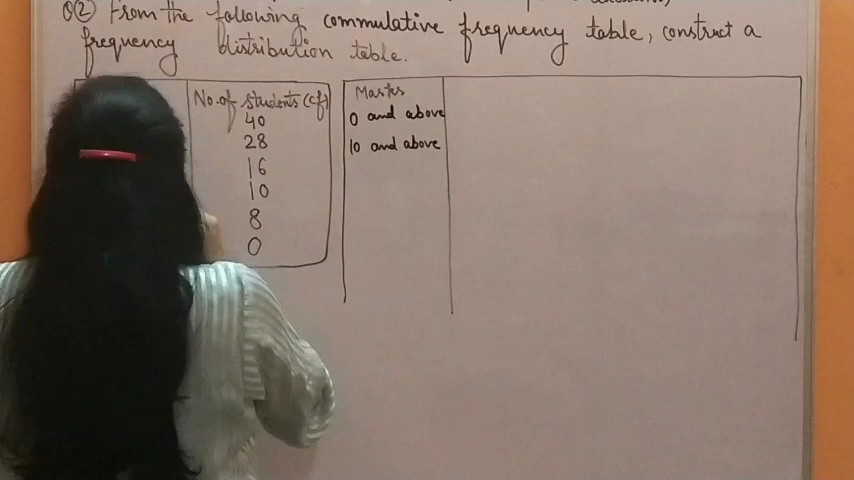 Q② From the following commulative frequency table, construct a
frequency distribution table.
No. of students (cf)
40
28
16
10
8
0
Marks
0 and above
10 and above